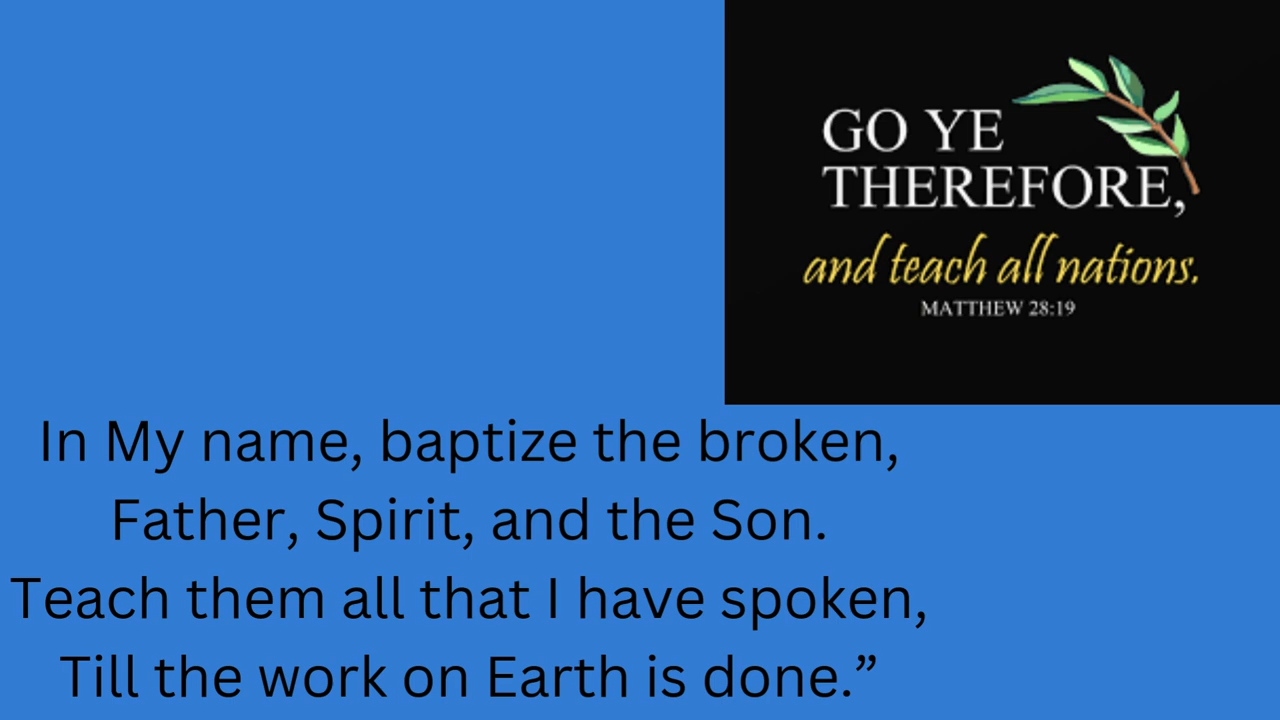 GO YE
THEREFORE,
and teach all nations.
MATTHEW 28:19
In My name, baptize the broken,
Father, Spirit, and the Son.
Teach them all that I have spoken,
Till the work on Earth is done.”